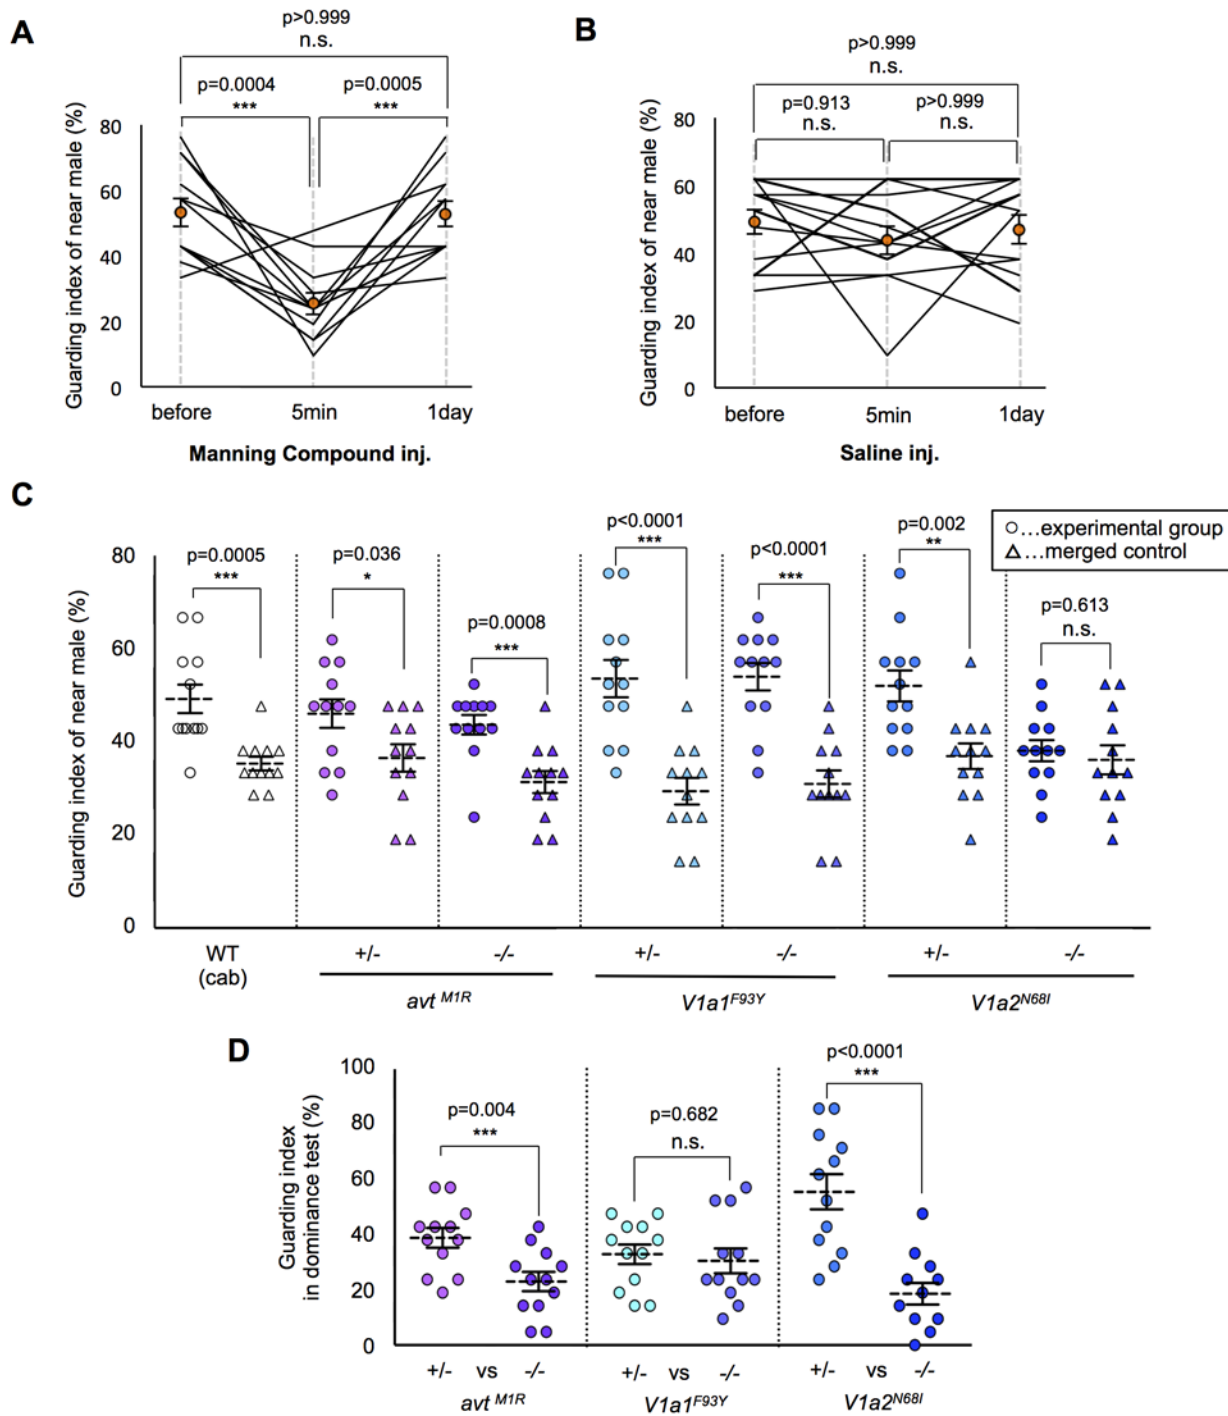 A
p>0.999
n.s.
p=0.0004
***
p=0.0005
***
Guarding index of near male (%)
80
60
40
20
0
before
5min
1day
Manning Compound inj.
B
p>0.999
n.s.
p=0.913
n.s.
p>0.999
n.s.
Guarding index of near male (%)
80
60
40
20
0
before
5min
1day
Saline inj.
C
○…experimental group
△…merged control
Guarding index of near male (%)
80
60
40
20
0
p=0.0005
***
p=0.036
*
p=0.0008
***
p<0.0001
***
p<0.0001
***
p=0.002
**
p=0.613
n.s.
WT
(cab)
+/-
-/-
+/-
-/-
+/-
-/-
avt M1R
V1a1F93Y
V1a2N68I
D
Guarding index
in dominance test (%)
100
80
60
40
20
0
p=0.004
***
p=0.682
n.s.
p<0.0001
***
+/- vs -/-
+/- vs -/-
+/- vs -/-
avt M1R
V1a1F93Y
V1a2N68I